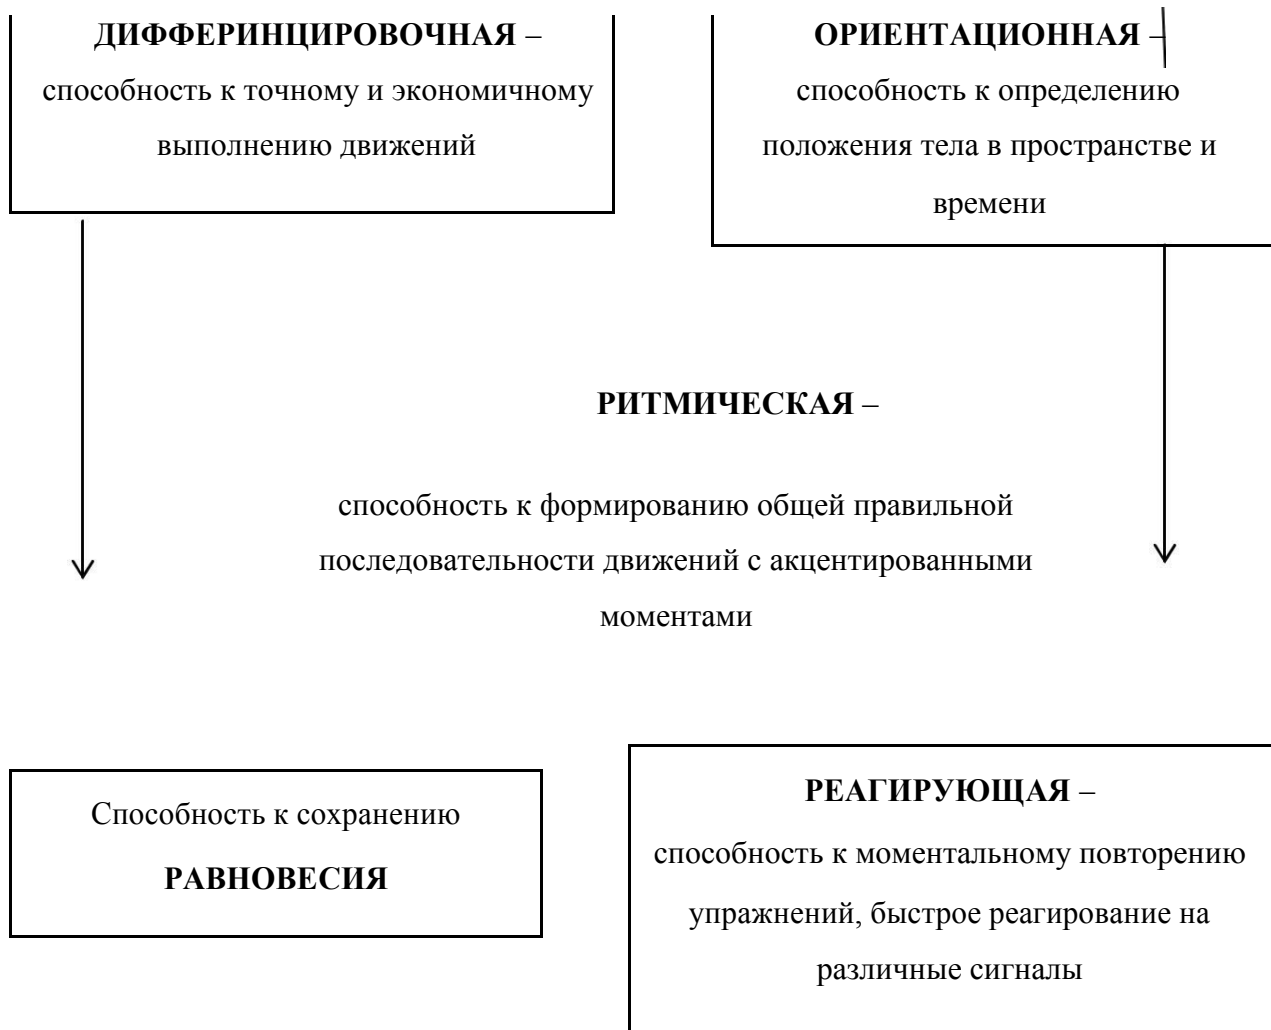 ДИФФЕРИНЦИРОВОЧНАЯ –
способность к точному и экономичному
выполнению движений
ОРИЕНТАЦИОННАЯ –
способность к определению
положения тела в пространстве и
времени
РИТМИЧЕСКАЯ –
способность к формированию общей правильной
последовательности движений с акцентированными
моментами
Способность к сохранению
РАВНОВЕСИЯ
РЕАГИРУЮЩАЯ –
способность к моментальному повторению
упражнений, быстрое реагирование на
различные сигналы